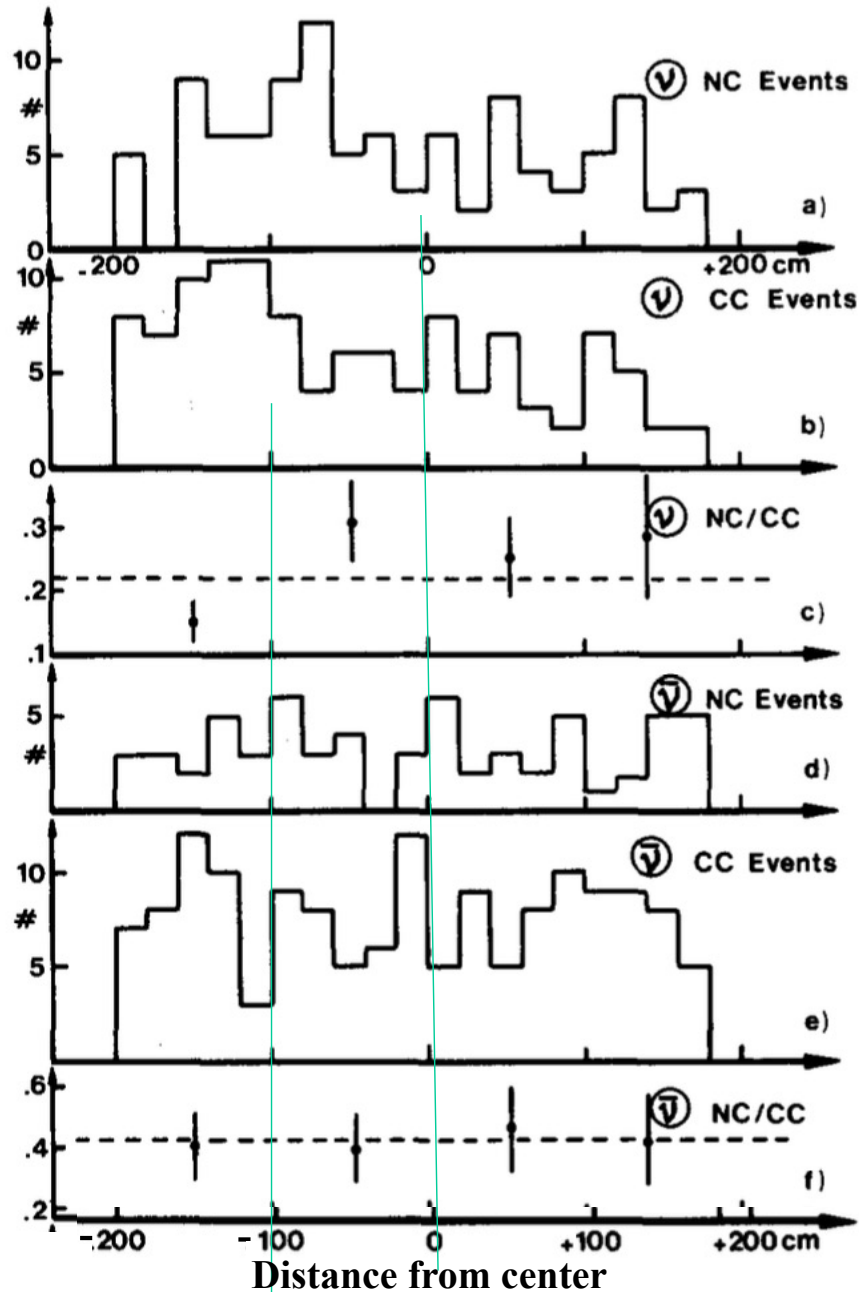 10
ν NC Events
#
5
a)
0
-200 0 +200 cm
10
ν CC Events
#
5
b)
0
.3
ν NC/CC
.2
c)
.1
5
ν̄ NC Events
#
d)
10
ν̄ CC Events
#
5
e)
.6
ν̄ NC/CC
.4
f)
.2
-200 -100 0 +100 +200 cm
Distance from center